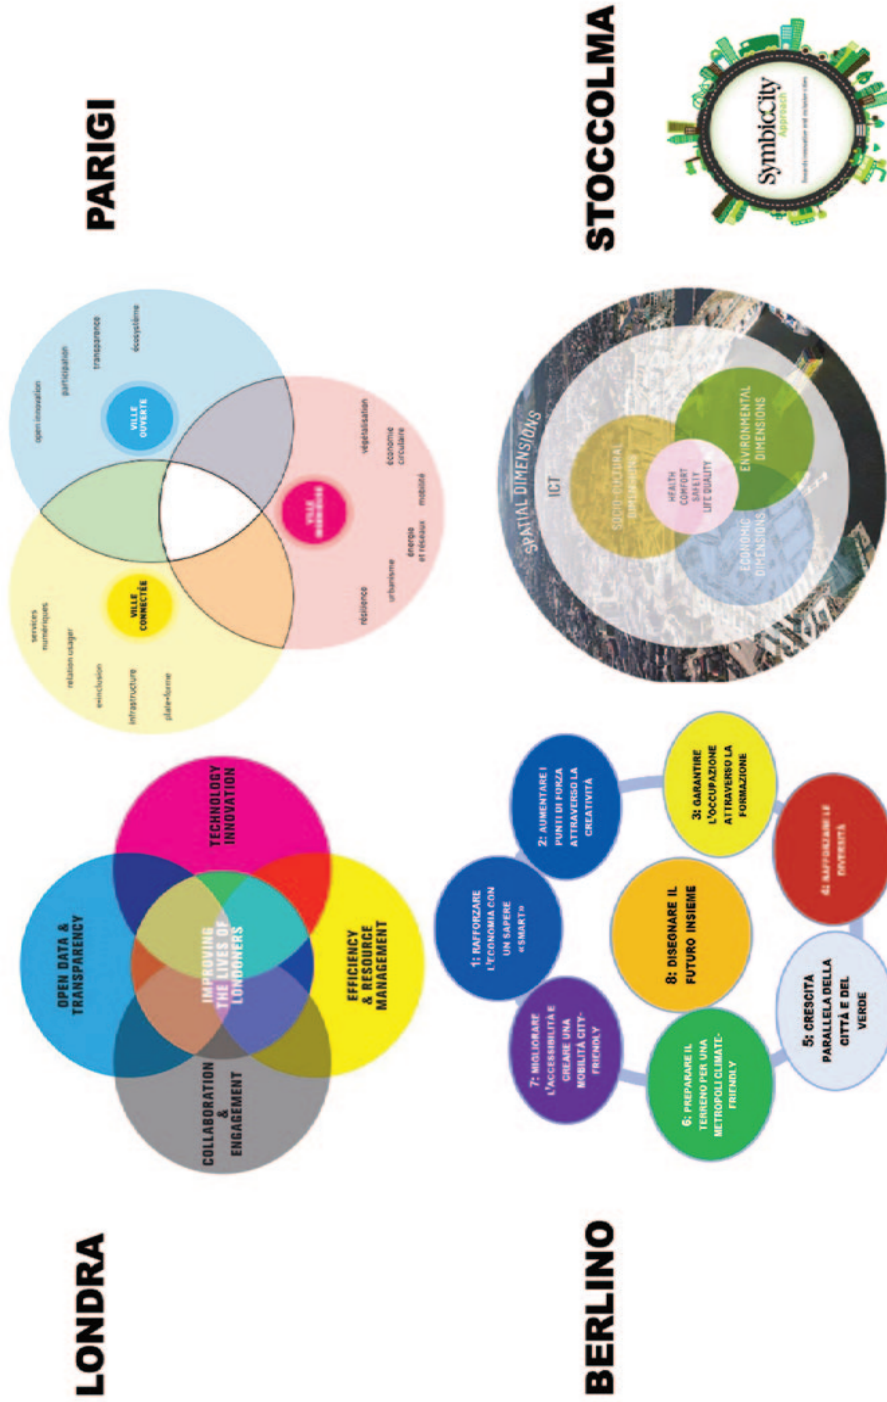 LONDRA
OPEN DATA &
TRANSPARENCY
TECHNOLOGY
INNOVATION
COLLABORATION
&
ENGAGEMENT
EFFICIENCY
& RESOURCE
MANAGEMENT
IMPROVING
THE LIVES OF
LONDONERS
PARIGI
services
numériques
relation usager
e-inclusion
infrastructure
plate-forme
VILLE
CONNECTÉE
open innovation
participation
transparence
écosystème
VILLE
OUVERTE
VILLE
résilience
urbanisme
énergie
et réseaux
mobilité
économie
circulaire
végétalisation
BERLINO
1: RAFFORZARE
L'ECONOMIA CON
UN SAPERE
«SMART»
2: AUMENTARE I
PUNTI DI FORZA
ATTRAVERSO LA
CREATIVITÀ
3: GARANTIRE
L'OCCUPAZIONE
ATTRAVERSO LA
FORMAZIONE
4: RAFFORZARE LE
DIVERSITÀ
5: CRESCITA
PARALLELA DELLA
CITTÀ E DEL
VERDE
6: PREPARARE IL
TERRENO PER UNA
METROPOLI CLIMATE-
FRIENDLY
7: MIGLIORARE
L'ACCESSIBILITÀ E
CREARE UNA
MOBILITÀ CITY-
FRIENDLY
8: DISEGNARE IL
FUTURO INSIEME
STOCCOLMA
SPATIAL DIMENSIONS
ICT
SOCIO-CULTURAL
DIMENSIONS
HEALTH
COMFORT
SAFETY
LIFE QUALITY
ECONOMIC
DIMENSIONS
ENVIRONMENTAL
DIMENSIONS
SymbioCity
Approach